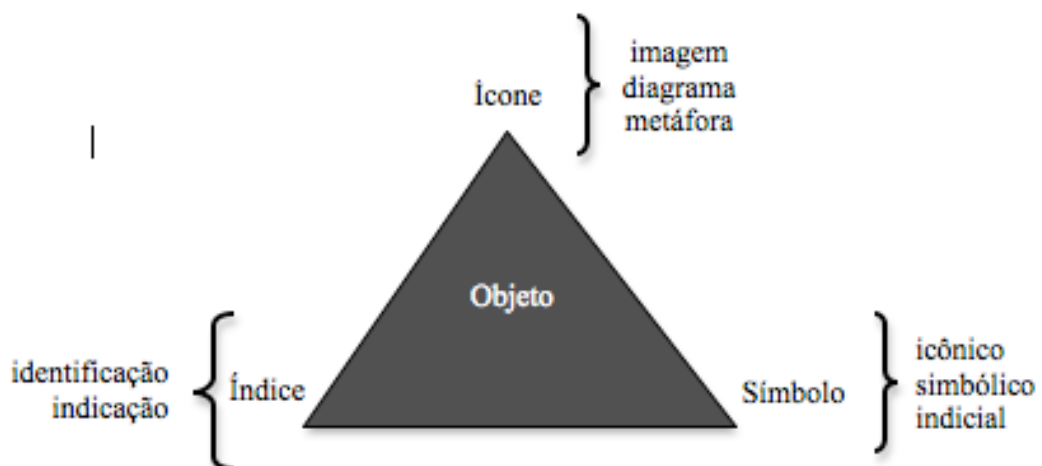 imagem
diagrama
metáfora
Ícone
Objeto
identificação
indicação
Índice
Símbolo
icônico
simbólico
indicial